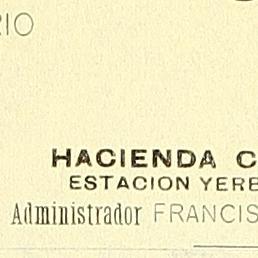 RIO
HACIENDA C
ESTACION YERB
Administrador FRANCIS